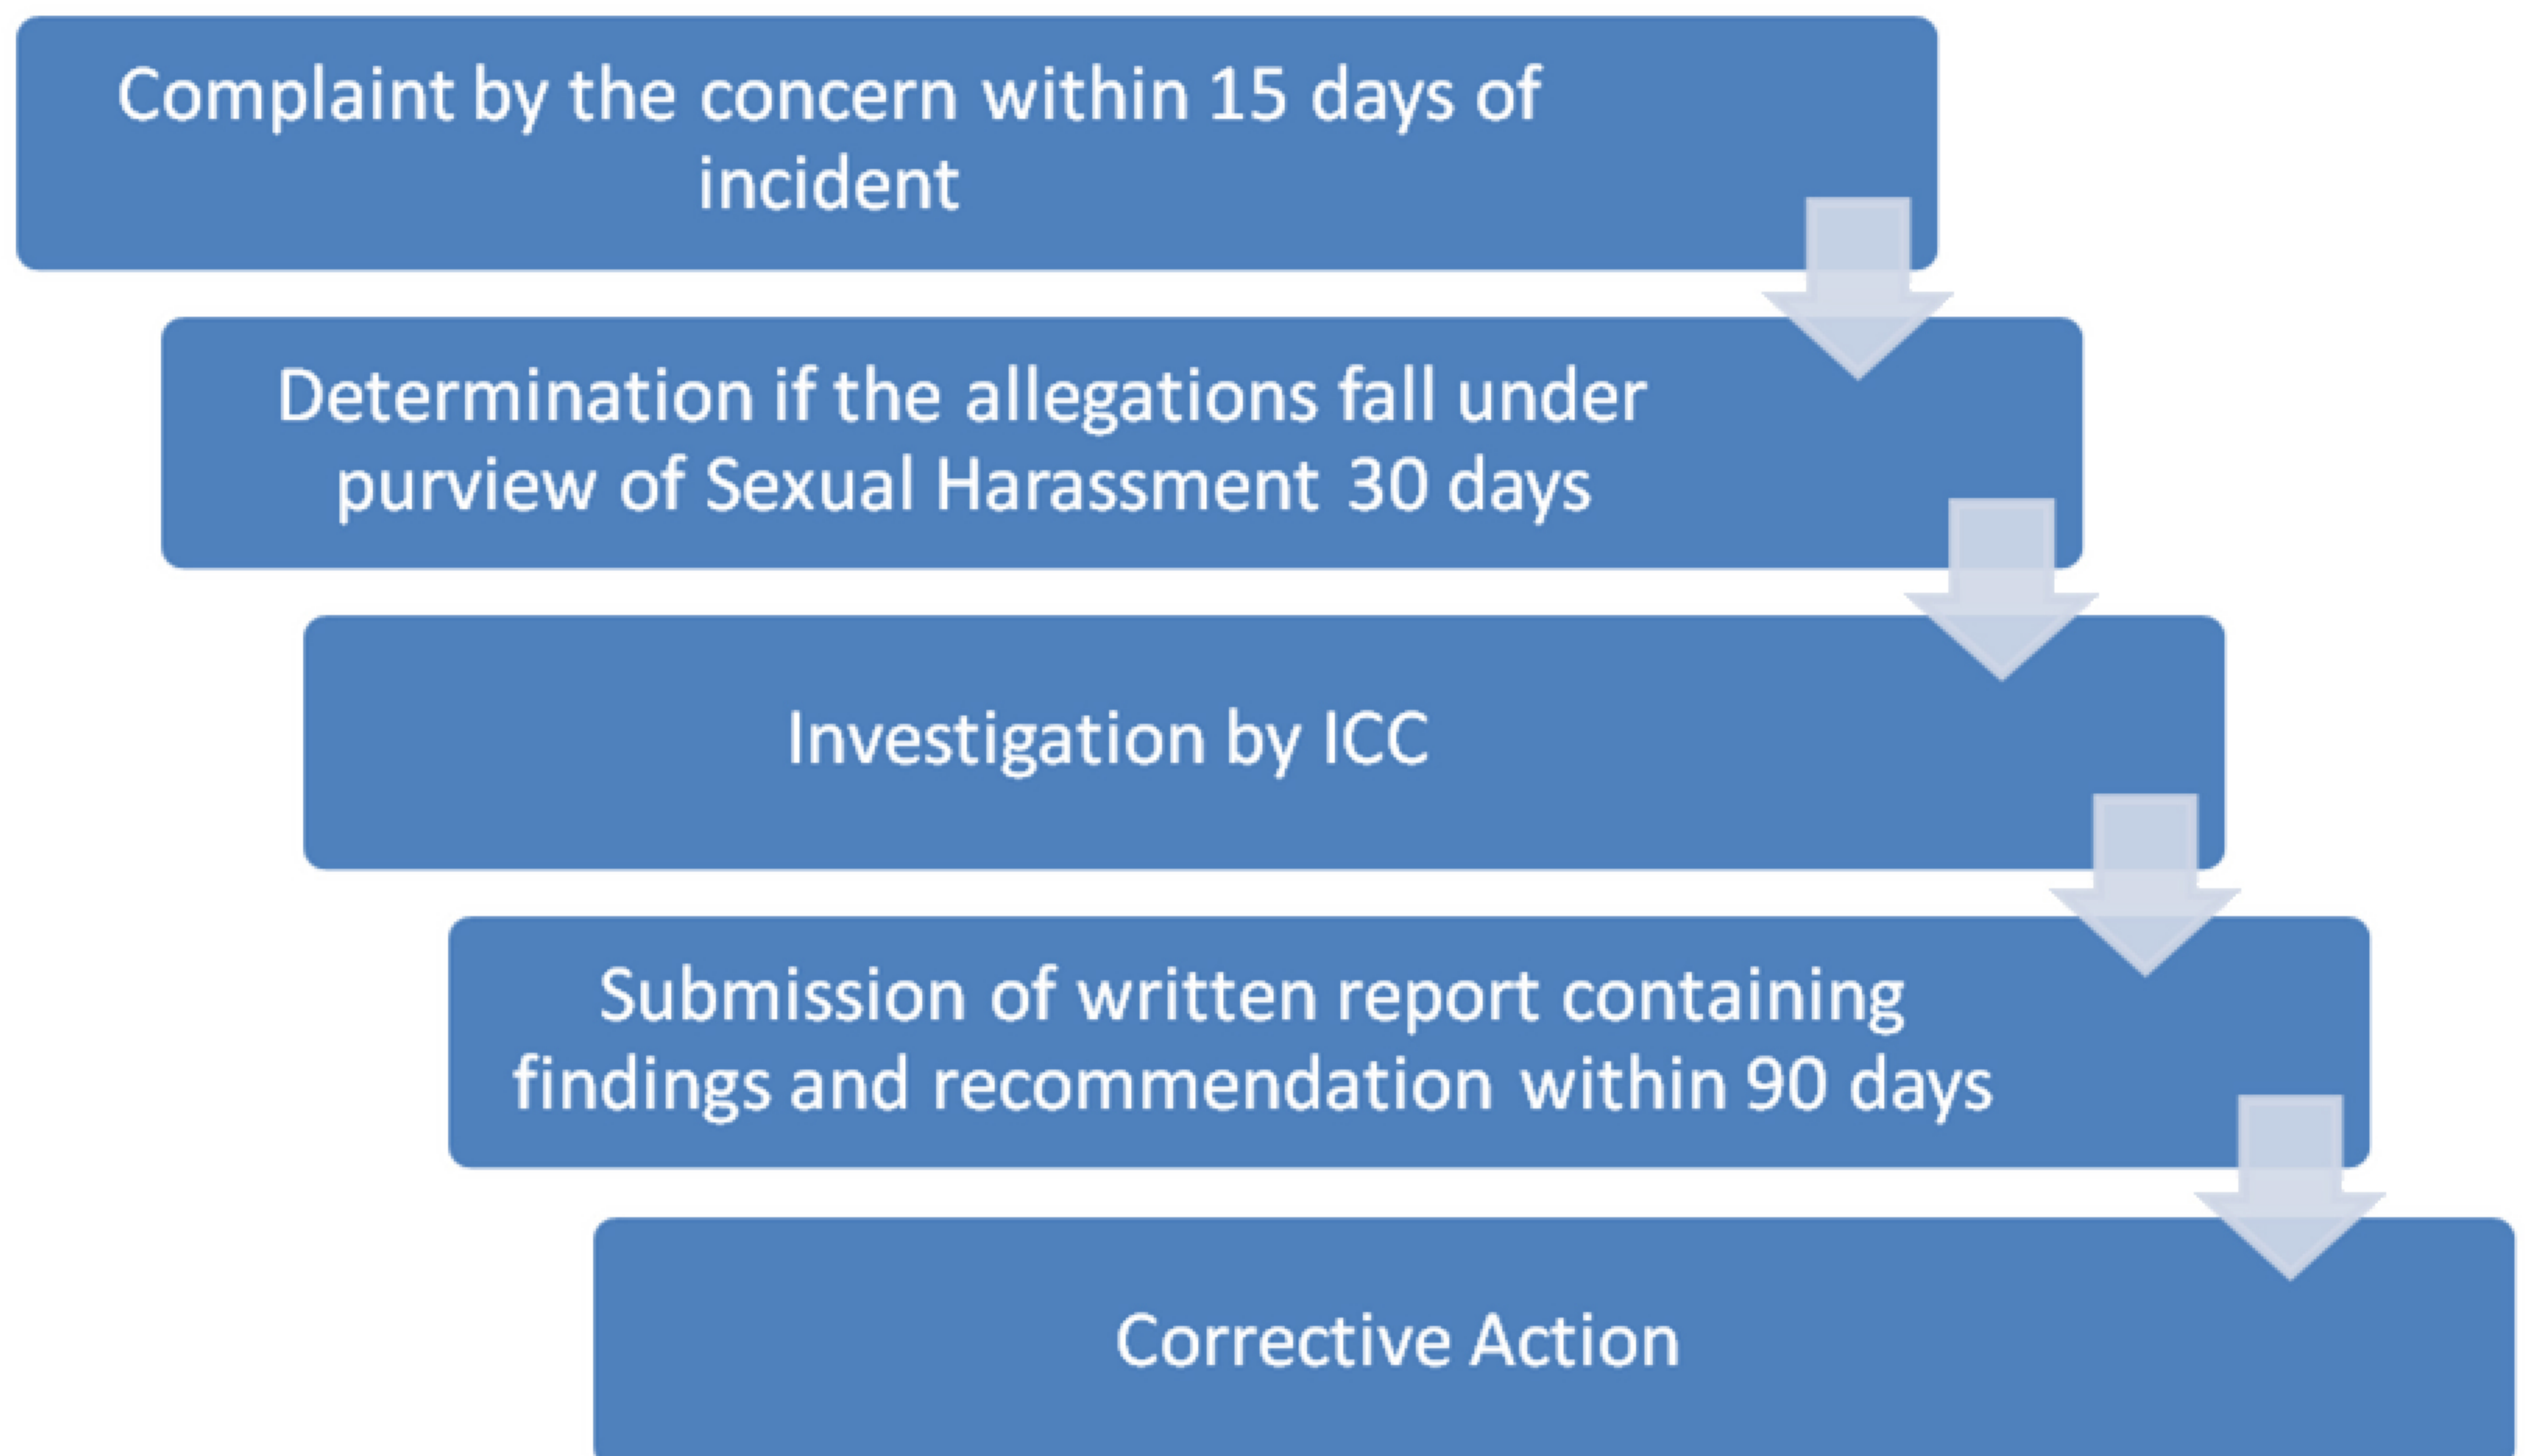 Complaint by the concern within 15 days of
incident
Determination if the allegations fall under
purview of Sexual Harassment 30 days
Investigation by ICC
Submission of written report containing
findings and recommendation within 90 days
Corrective Action